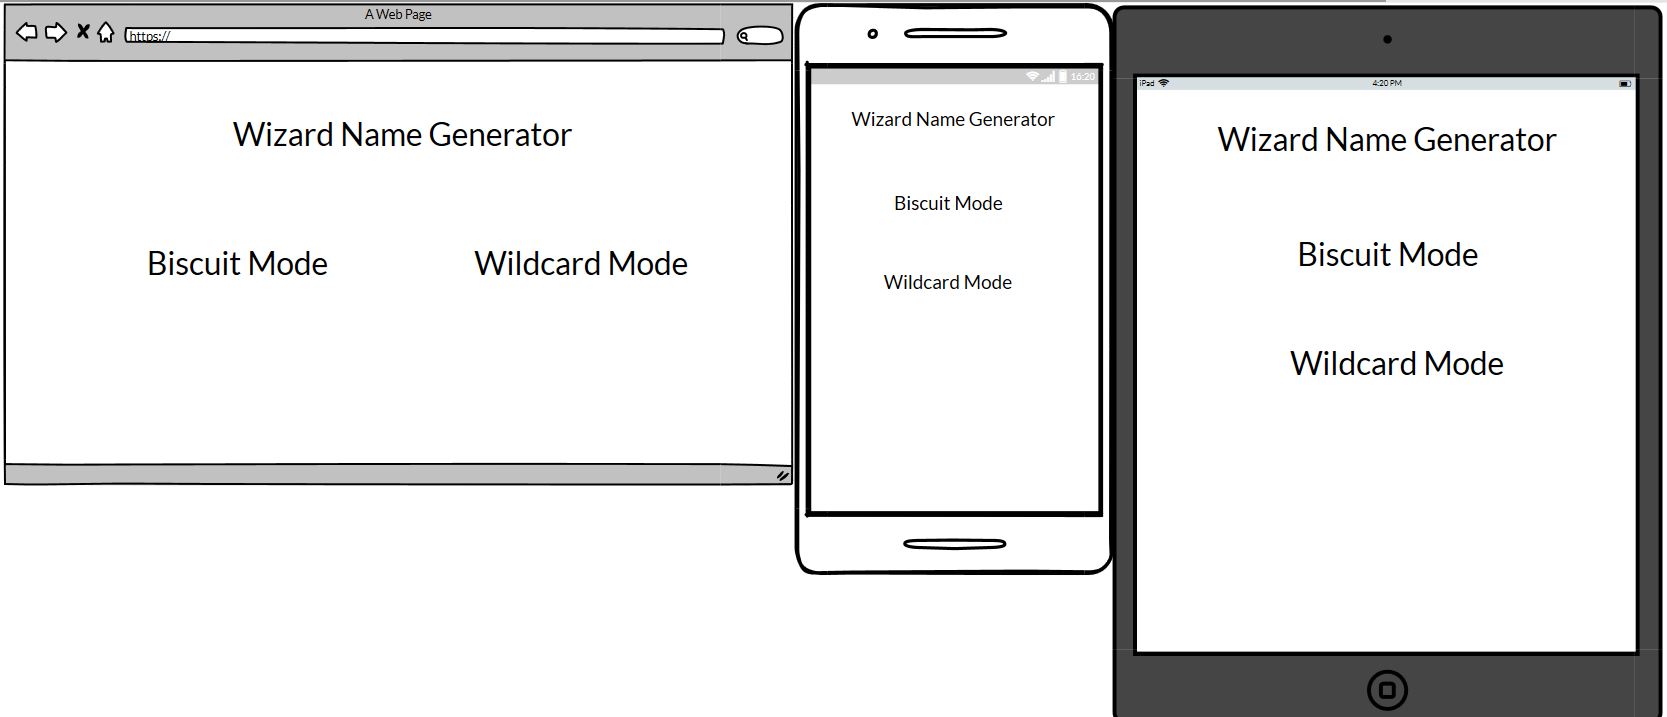 A Web Page
https://
Wizard Name Generator
Biscuit Mode
Wildcard Mode
16:20
Wizard Name Generator
Biscuit Mode
Wildcard Mode
iPad
4:20 PM
Wizard Name Generator
Biscuit Mode
Wildcard Mode